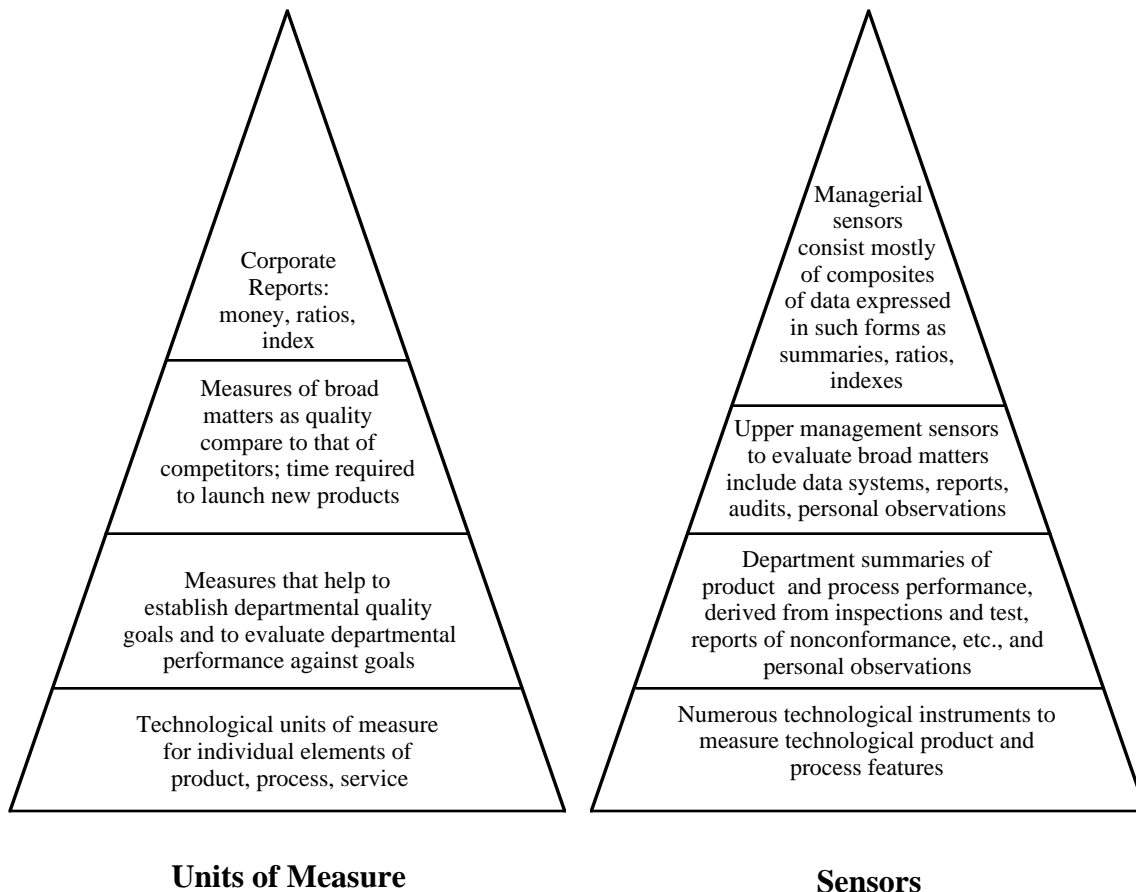 Corporate
Reports:
money, ratios,
index
Measures of broad
matters as quality
compare to that of
competitors; time required
to launch new products
Measures that help to
establish departmental quality
goals and to evaluate departmental
performance against goals
Technological units of measure
for individual elements of
product, process, service
Units of Measure
Managerial
sensors
consist mostly
of composites
of data expressed
in such forms as
summaries, ratios,
indexes
Upper management sensors
to evaluate broad matters
include data systems, reports,
audits, personal observations
Department summaries of
product and process performance,
derived from inspections and test,
reports of nonconformance, etc., and
personal observations
Numerous technological instruments to
measure technological product and
process features
Sensors